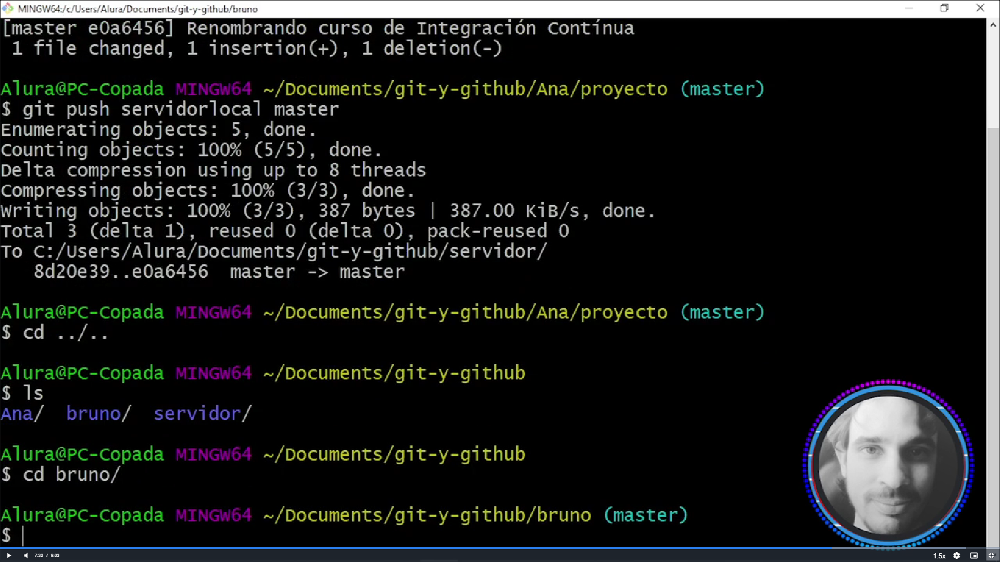 MINGW64:/c/Users/Alura/Documents/git-y-github/bruno
[master e0a6456] Renombrando curso de Integración Contínua
 1 file changed, 1 insertion(+), 1 deletion(-)
Alura@PC-Copada MINGW64 ~/Documents/git-y-github/Ana/proyecto (master)
$ git push servidorlocal master
Enumerating objects: 5, done.
Counting objects: 100% (5/5), done.
Delta compression using up to 8 threads
Compressing objects: 100% (3/3), done.
Writing objects: 100% (3/3), 387 bytes | 387.00 KiB/s, done.
Total 3 (delta 1), reused 0 (delta 0), pack-reused 0
To C:/Users/Alura/Documents/git-y-github/servidor/
   8d20e39..e0a6456  master -> master
Alura@PC-Copada MINGW64 ~/Documents/git-y-github/Ana/proyecto (master)
$ cd ../..
Alura@PC-Copada MINGW64 ~/Documents/git-y-github
$ ls
Ana/  bruno/  servidor/
Alura@PC-Copada MINGW64 ~/Documents/git-y-github
$ cd bruno/
Alura@PC-Copada MINGW64 ~/Documents/git-y-github/bruno (master)
$
7:32 / 9:03 1.5x